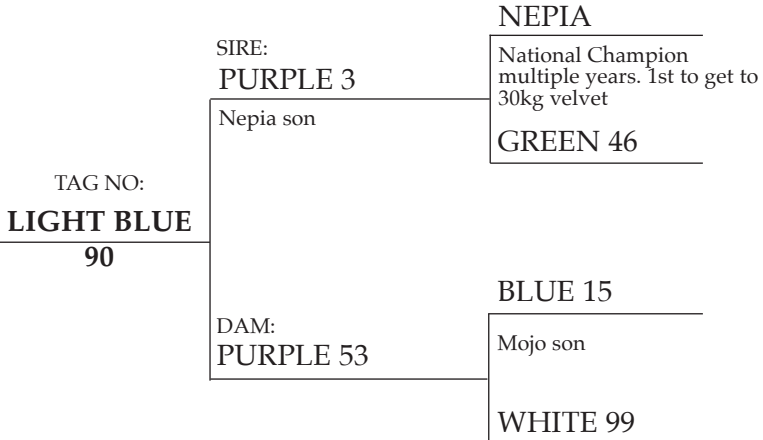 NEPIA
SIRE:
PURPLE 3
National Champion
multiple years. 1st to get to
30kg velvet
Nepia son
GREEN 46
TAG NO:
LIGHT BLUE
90
BLUE 15
DAM:
PURPLE 53
Mojo son
WHITE 99